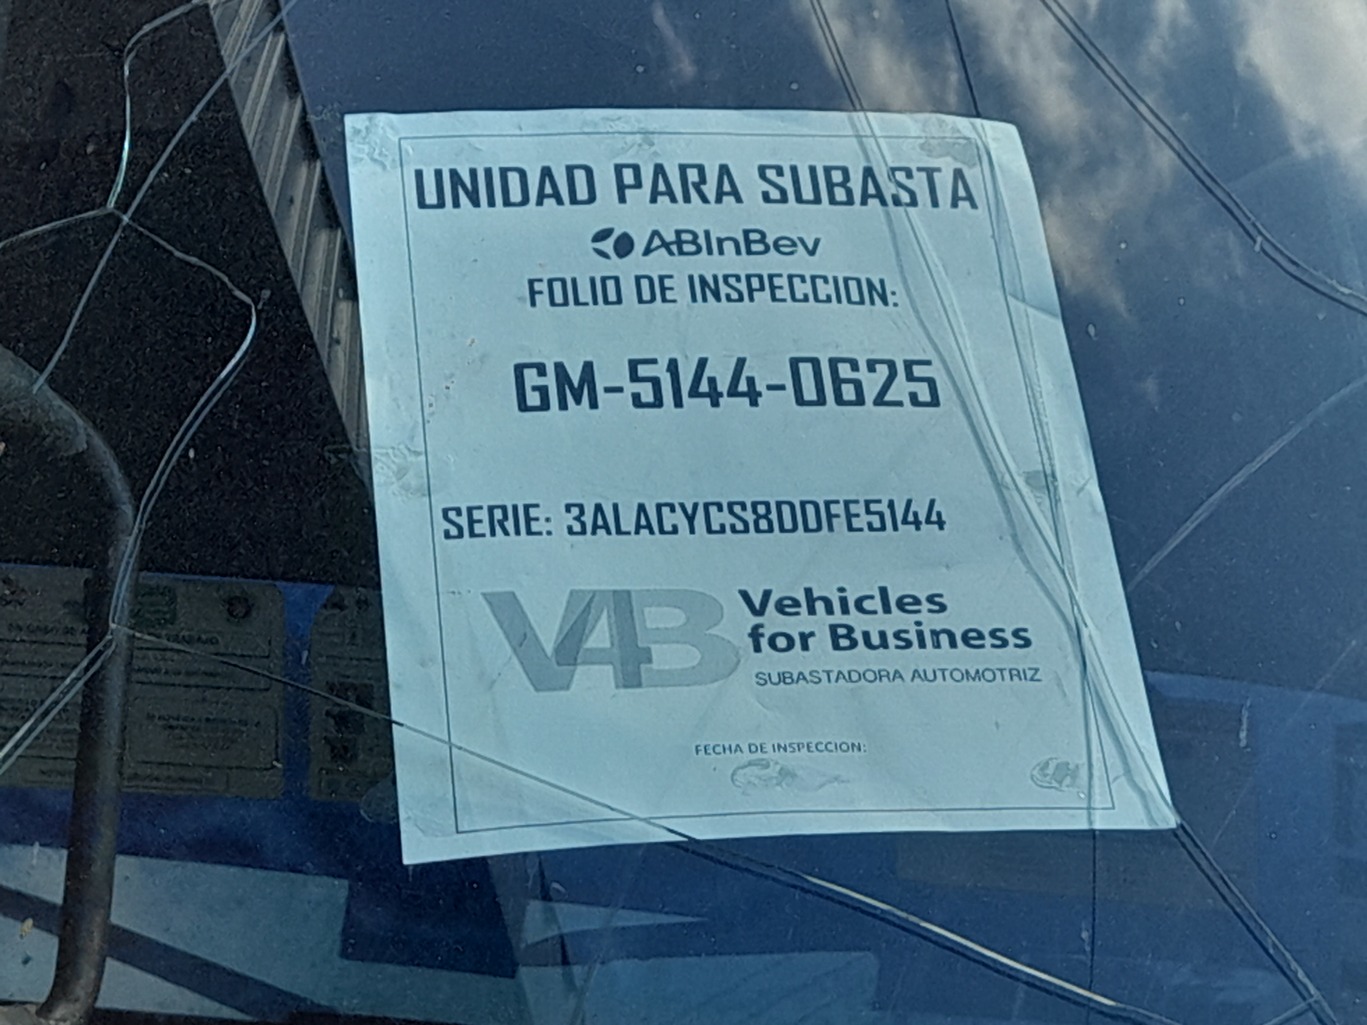 UNIDAD PARA SUBASTA
ABInBev
FOLIO DE INSPECCION:
GM-5144-0625
SERIE: 3ALACYCS8DDFE5144
V4B Vehicles
for Business
SUBASTADORA AUTOMOTRIZ
FECHA DE INSPECCION: